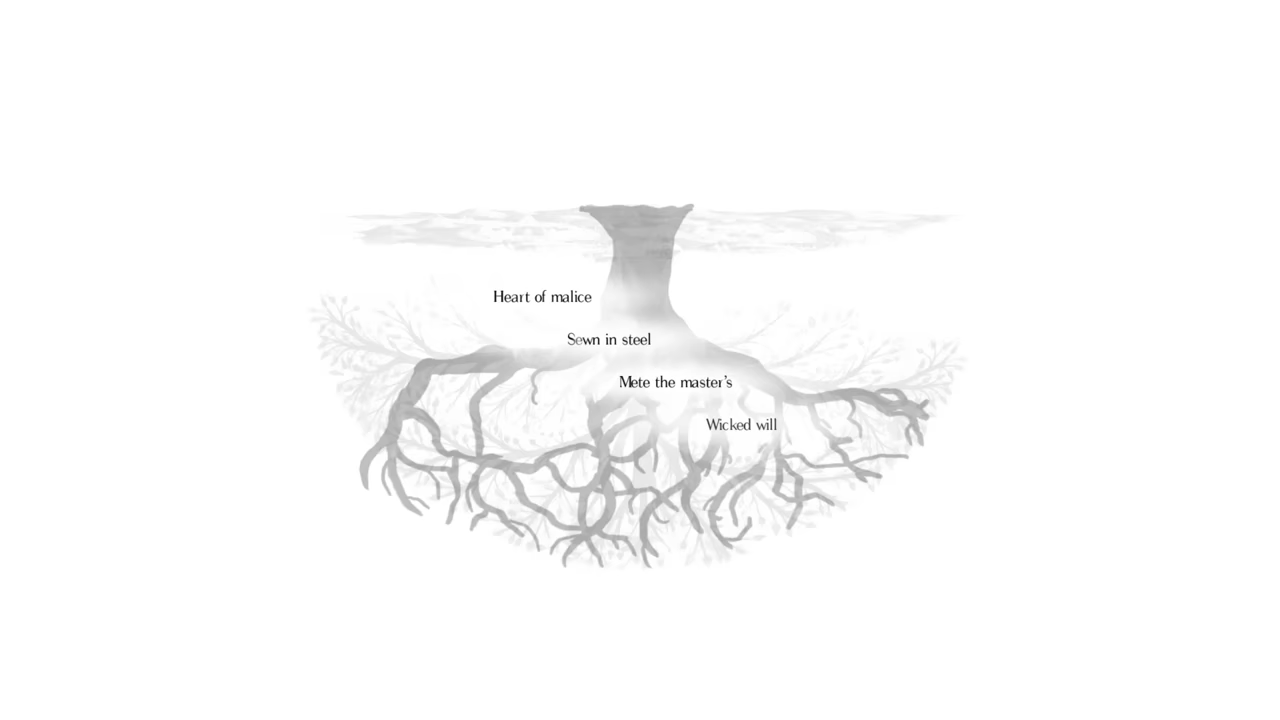 Heart of malice
Sewn in steel
Mete the master’s
Wicked will